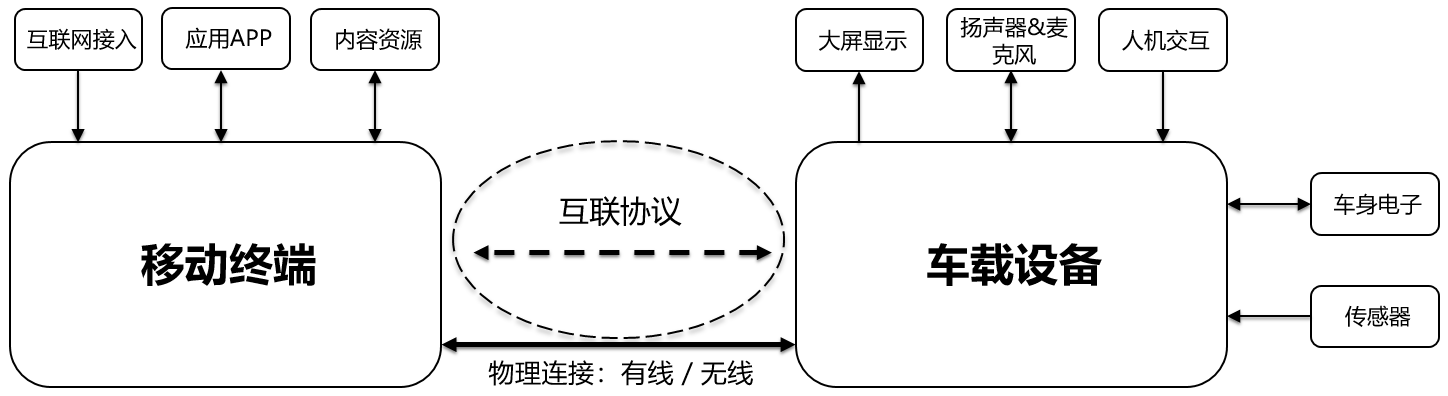 互联网接入
应用APP
内容资源
大屏显示
扬声器&麦
克风
人机交互
互联协议
移动终端
车载设备
车身电子
传感器
物理连接：有线 / 无线